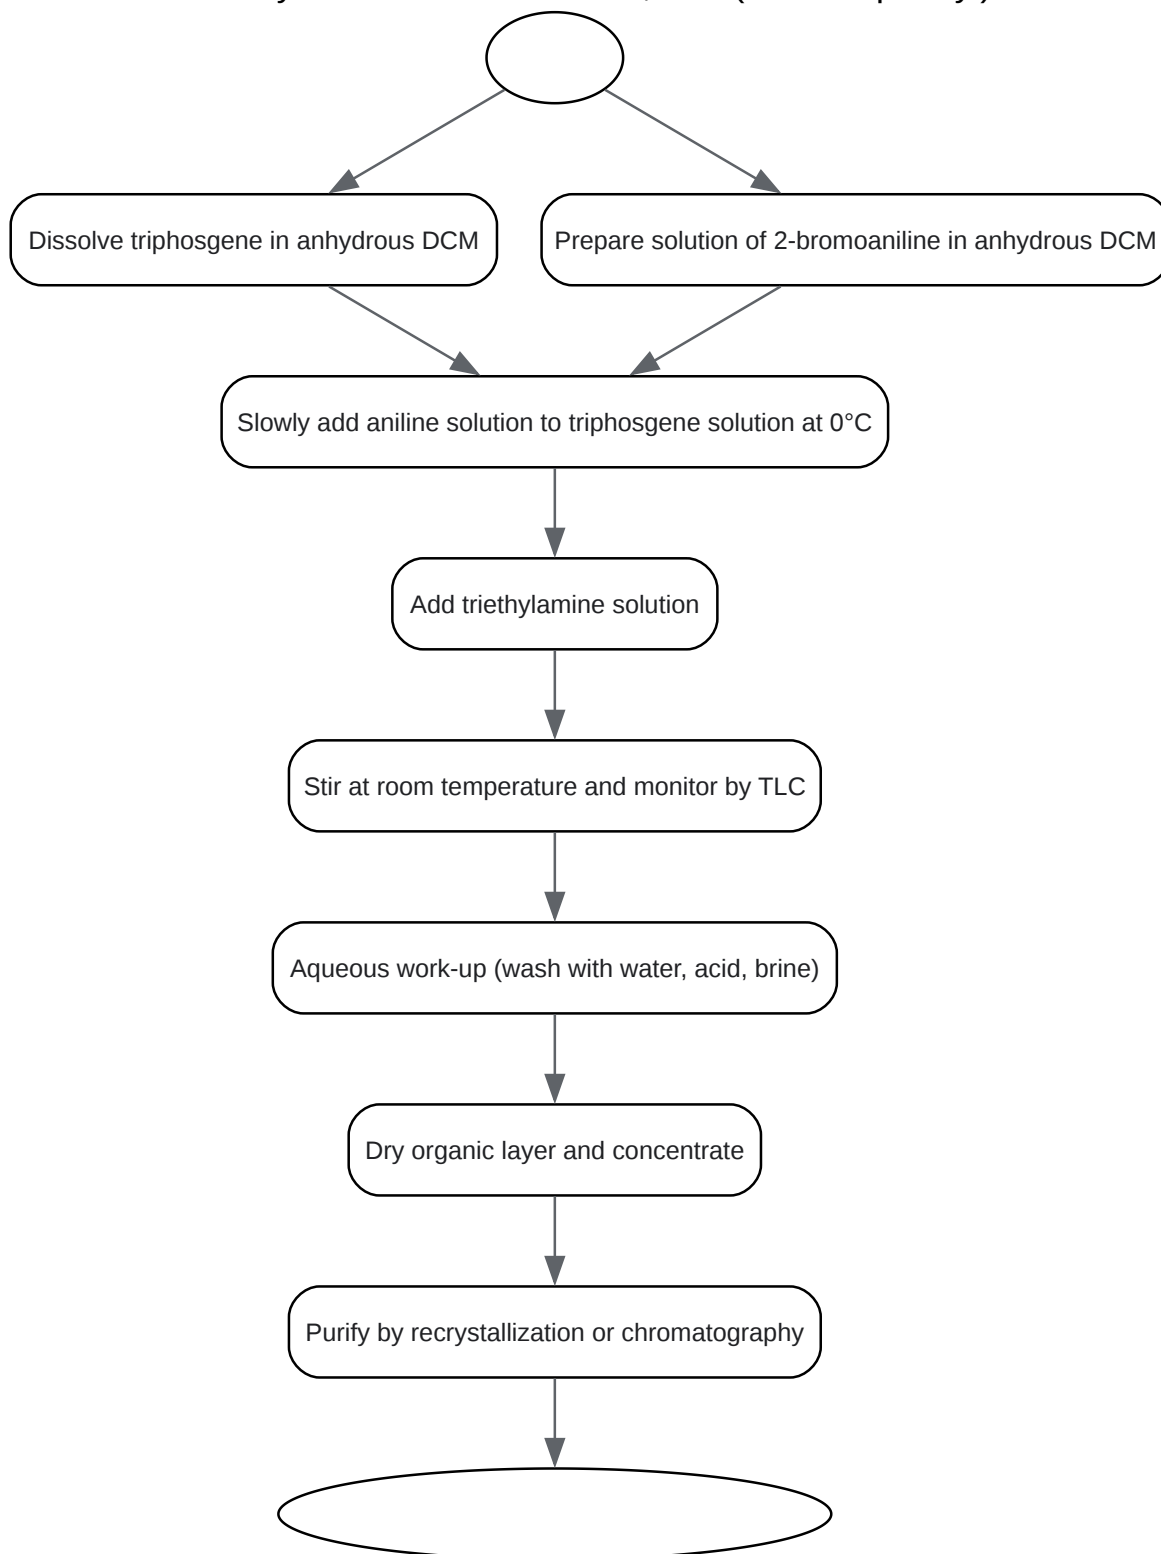 Dissolve triphosgene in anhydrous DCM
Prepare solution of 2-bromoaniline in anhydrous DCM
Slowly add aniline solution to triphosgene solution at 0°C
Add triethylamine solution
Stir at room temperature and monitor by TLC
Aqueous work-up (wash with water, acid, brine)
Dry organic layer and concentrate
Purify by recrystallization or chromatography